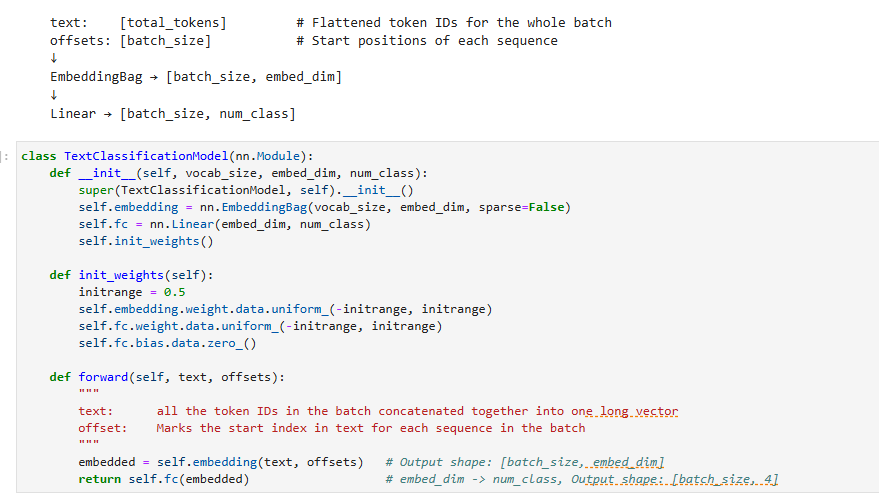 text:    [total_tokens]         # Flattened token IDs for the whole batch
offsets: [batch_size]           # Start positions of each sequence
↓
EmbeddingBag → [batch_size, embed_dim]
↓
Linear → [batch_size, num_class]
]:
class TextClassificationModel(nn.Module):
    def __init__(self, vocab_size, embed_dim, num_class):
        super(TextClassificationModel, self).__init__()
        self.embedding = nn.EmbeddingBag(vocab_size, embed_dim, sparse=False)
        self.fc = nn.Linear(embed_dim, num_class)
        self.init_weights()

    def init_weights(self):
        initrange = 0.5
        self.embedding.weight.data.uniform_(-initrange, initrange)
        self.fc.weight.data.uniform_(-initrange, initrange)
        self.fc.bias.data.zero_()

    def forward(self, text, offsets):
        """
        text:      all the token IDs in the batch concatenated together into one long vector
        offset:    Marks the start index in text for each sequence in the batch
        """
        embedded = self.embedding(text, offsets)   # Output shape: [batch_size, embed_dim]
        return self.fc(embedded)                   # embed_dim -> num_class, Output shape: [batch_size, 4]